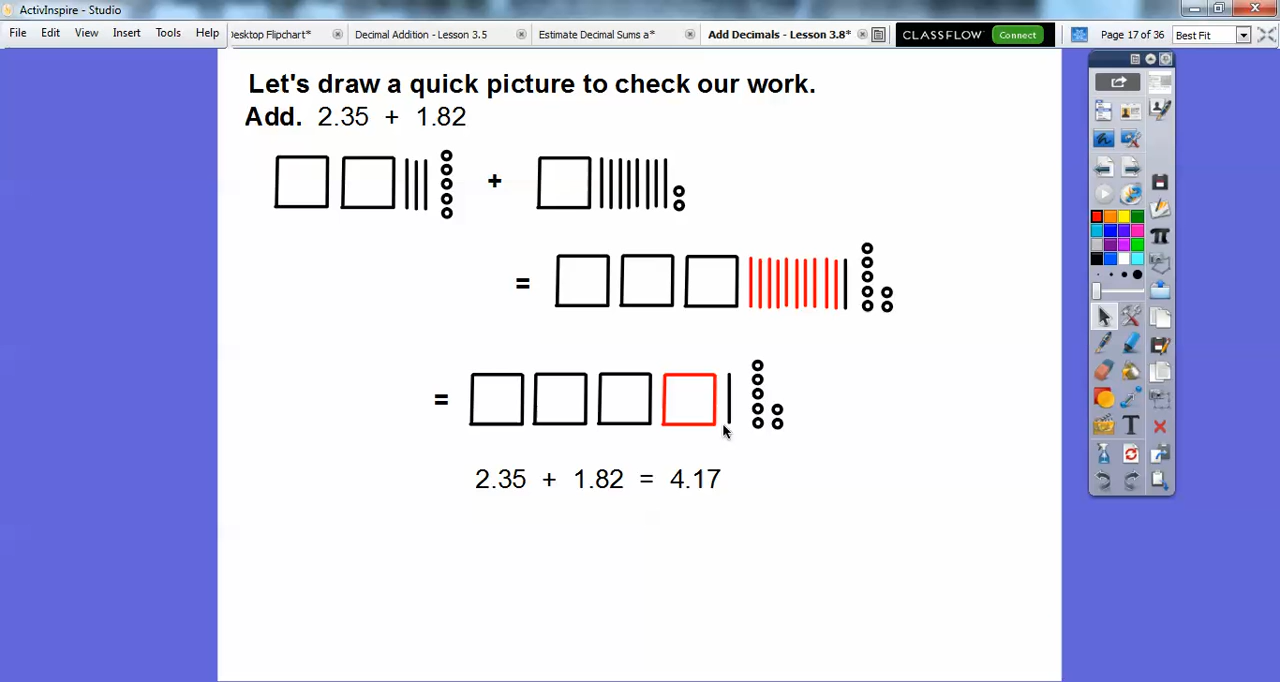 ActivInspire - Studio
File Edit View Insert Tools Help
esktop Flipchart*
Decimal Addition - Lesson 3.5
Estimate Decimal Sums a*
Add Decimals - Lesson 3.8*
CLASSFLOW Connect
Page 17 of 36
Best Fit
Let's draw a quick picture to check our work.
Add. 2.35 + 1.82
+
=
=
2.35 + 1.82 = 4.17